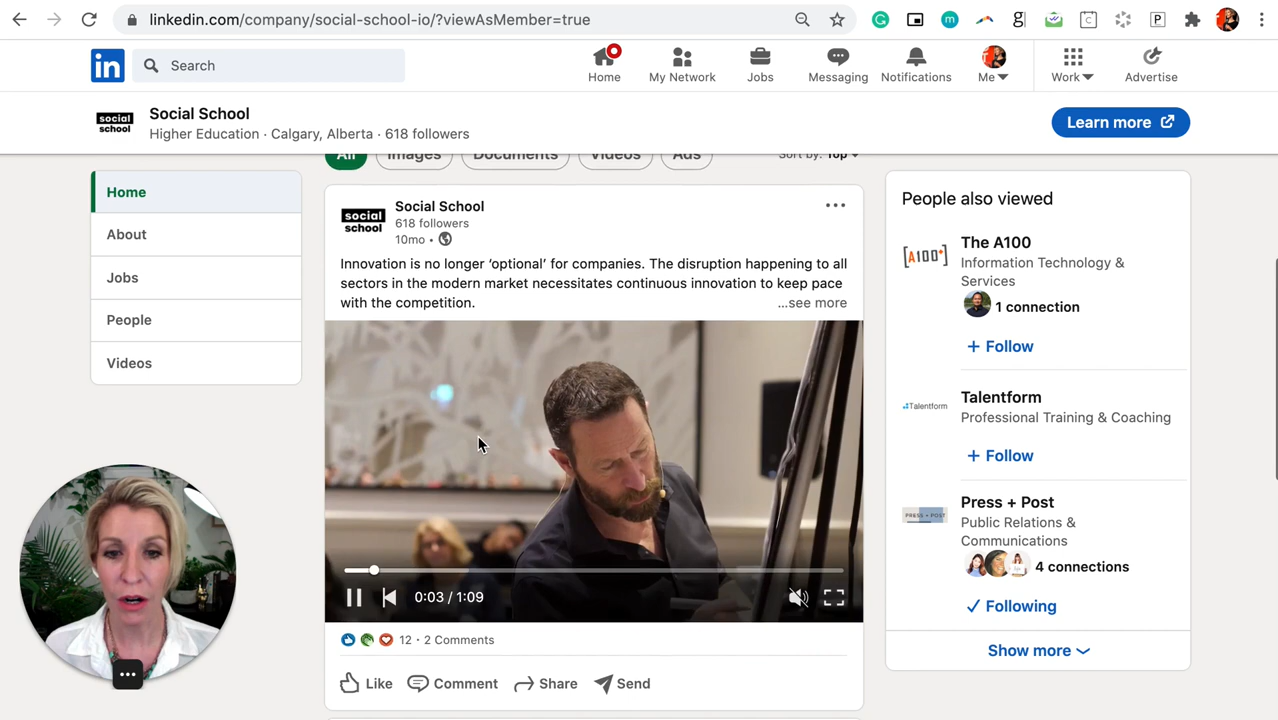 linkedin.com/company/social-school-io/?viewAsMember=true
Search
Home
My Network
Jobs
Messaging
Notifications
Me
Work
Advertise
social
school
Social School
Higher Education · Calgary, Alberta · 618 followers
Learn more
All
Images
Documents
Videos
Ads
Sort by: Top
Home
About
Jobs
People
Videos
social
school
Social School
618 followers
10mo •
Innovation is no longer ‘optional’ for companies. The disruption happening to all
sectors in the modern market necessitates continuous innovation to keep pace
with the competition.
...see more
0:03 / 1:09
12 · 2 Comments
Like
Comment
Share
Send
People also viewed
[A100]
The A100
Information Technology &
Services
1 connection
+ Follow
Talentform
Talentform
Professional Training & Coaching
+ Follow
PRESS + POST
Press + Post
Public Relations &
Communications
4 connections
Following
Show more